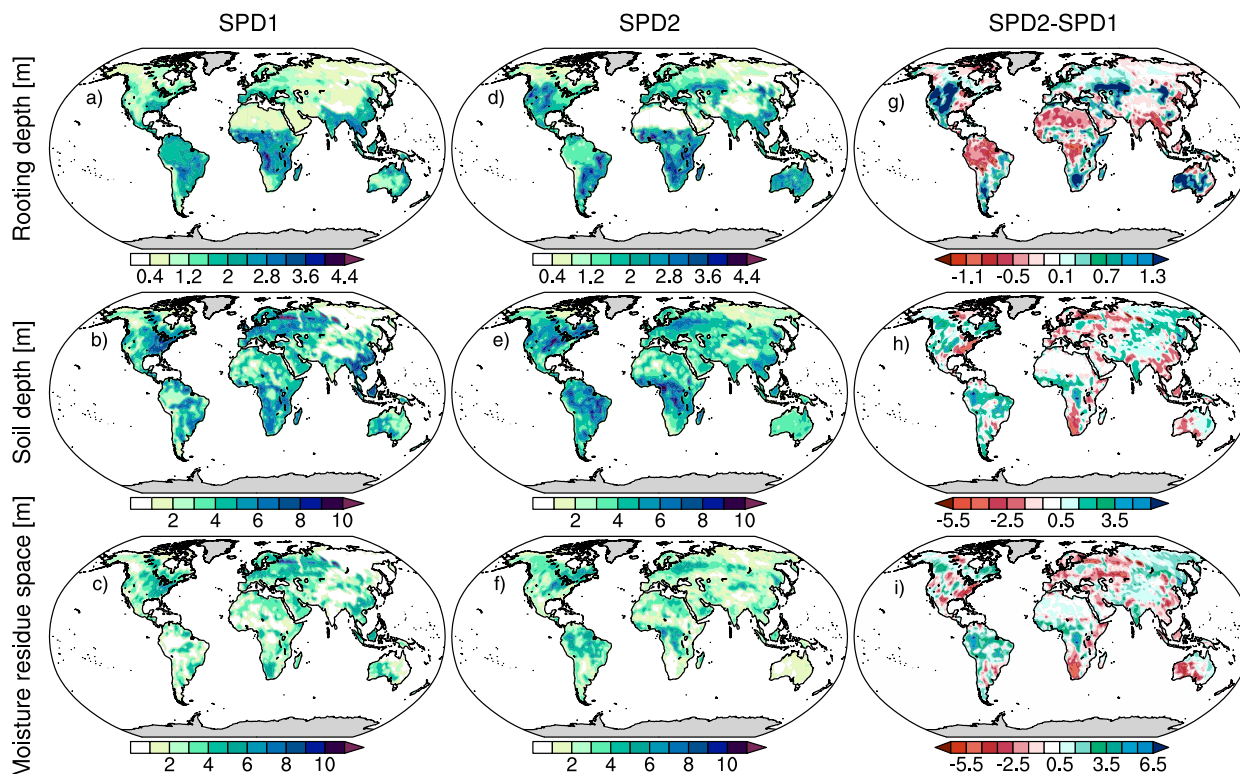 SPD1 SPD2 SPD2-SPD1
Rooting depth [m]
a) d) g)
0.4 1.2 2 2.8 3.6 4.4 0.4 1.2 2 2.8 3.6 4.4 -1.1 -0.5 0.1 0.7 1.3
Soil depth [m]
b) e) h)
2 4 6 8 10 2 4 6 8 10 -5.5 -2.5 0.5 3.5
Moisture residue space [m]
c) f) i)
2 4 6 8 10 2 4 6 8 10 -5.5 -2.5 0.5 3.5 6.5